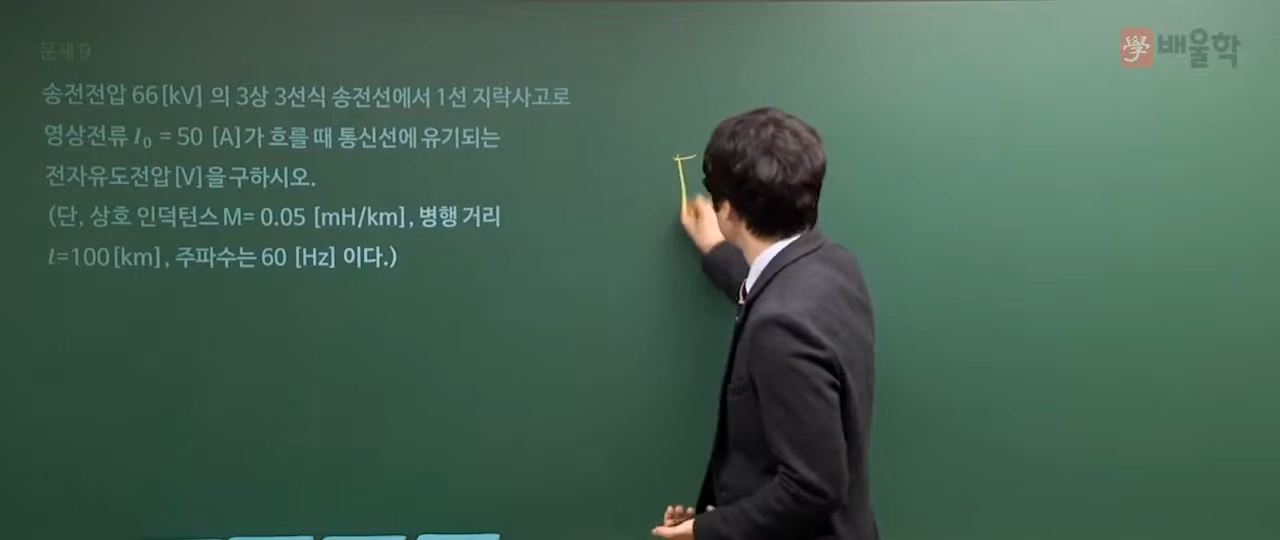 문제 9
學 배울학
송전전압 66[kV] 의 3상 3선식 송전선에서 1선 지락사고로
영상전류 I₀ = 50 [A]가 흐를 때 통신선에 유기되는
전자유도전압[V]을 구하시오.
(단, 상호 인덕턴스 M= 0.05 [mH/km], 병행 거리
l=100[km], 주파수는 60 [Hz] 이다.)